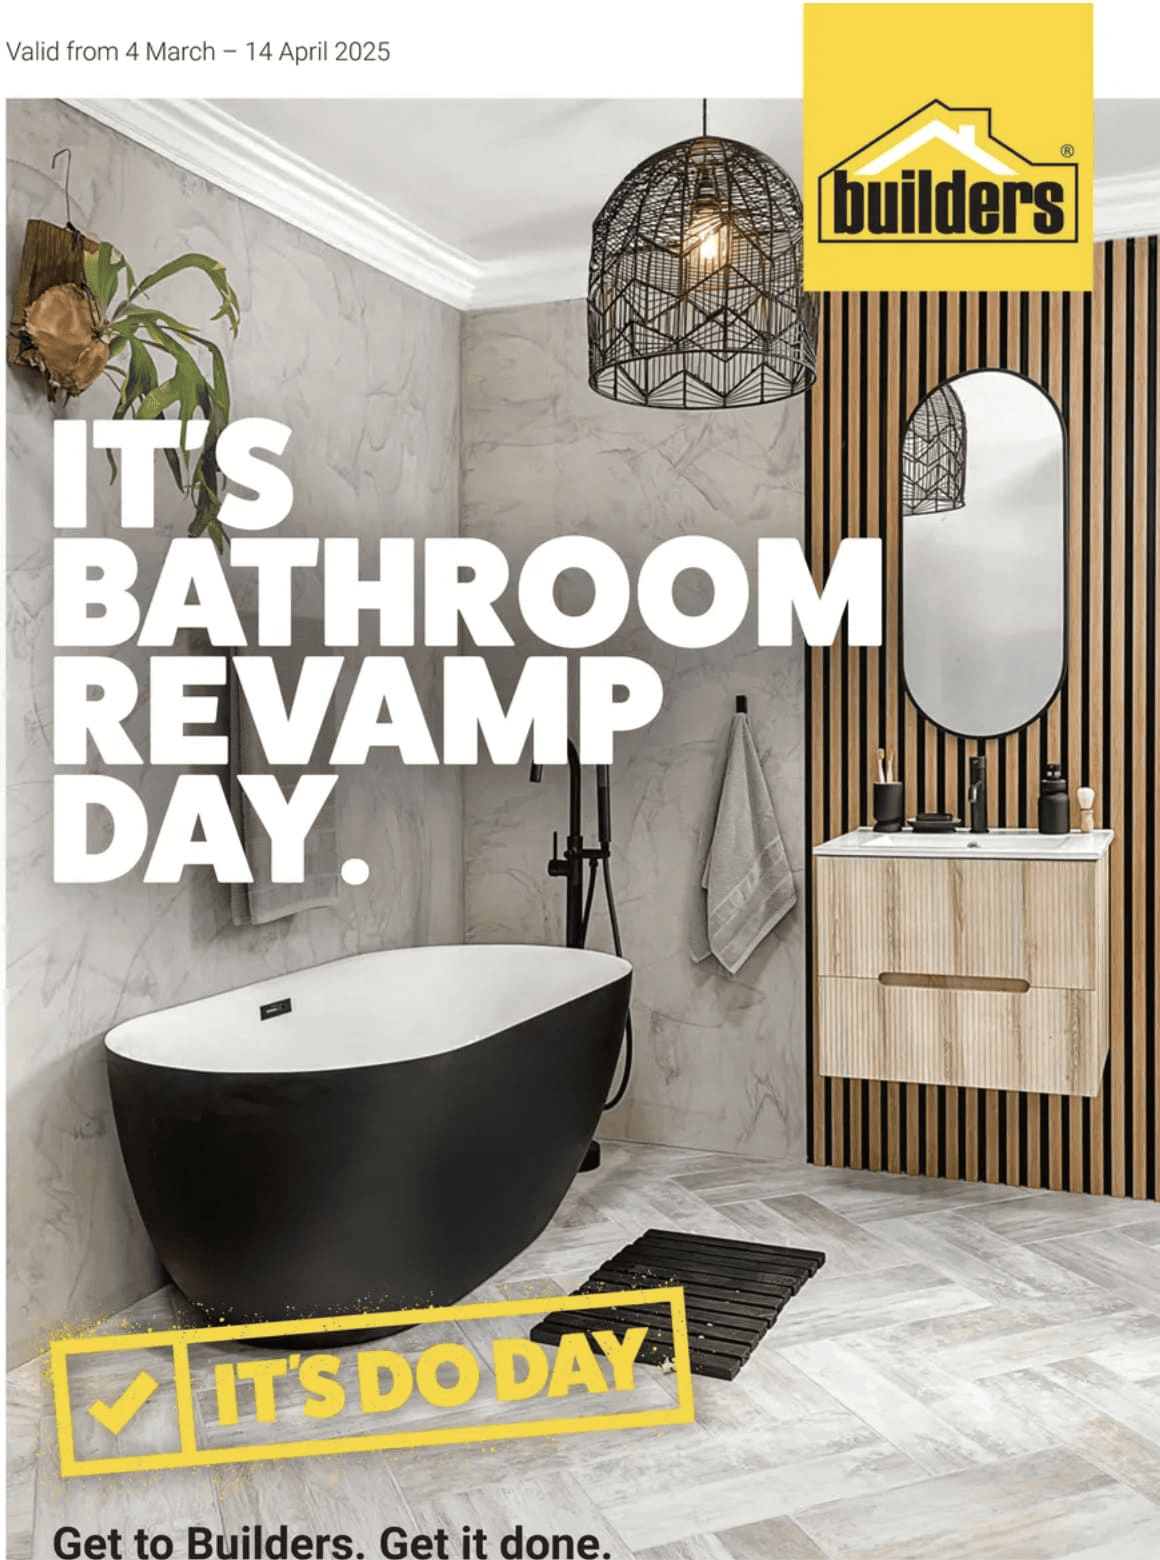 Valid from 4 March – 14 April 2025
builders®
IT'S
BATHROOM
REVAMP
DAY.
IT'S DO DAY
Get to Builders. Get it done.